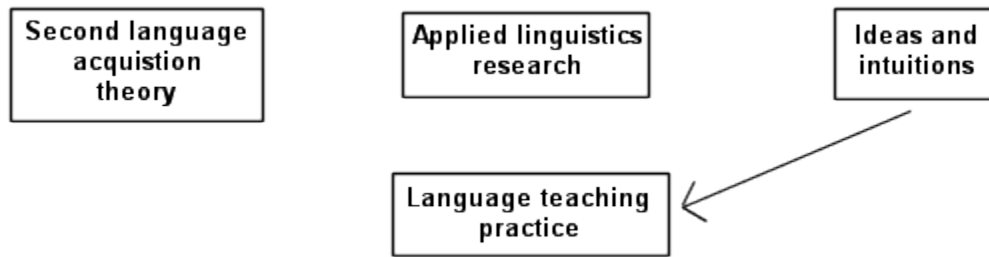 Second language
acquistion
theory
Applied linguistics
research
Ideas and
intuitions
Language teaching
practice